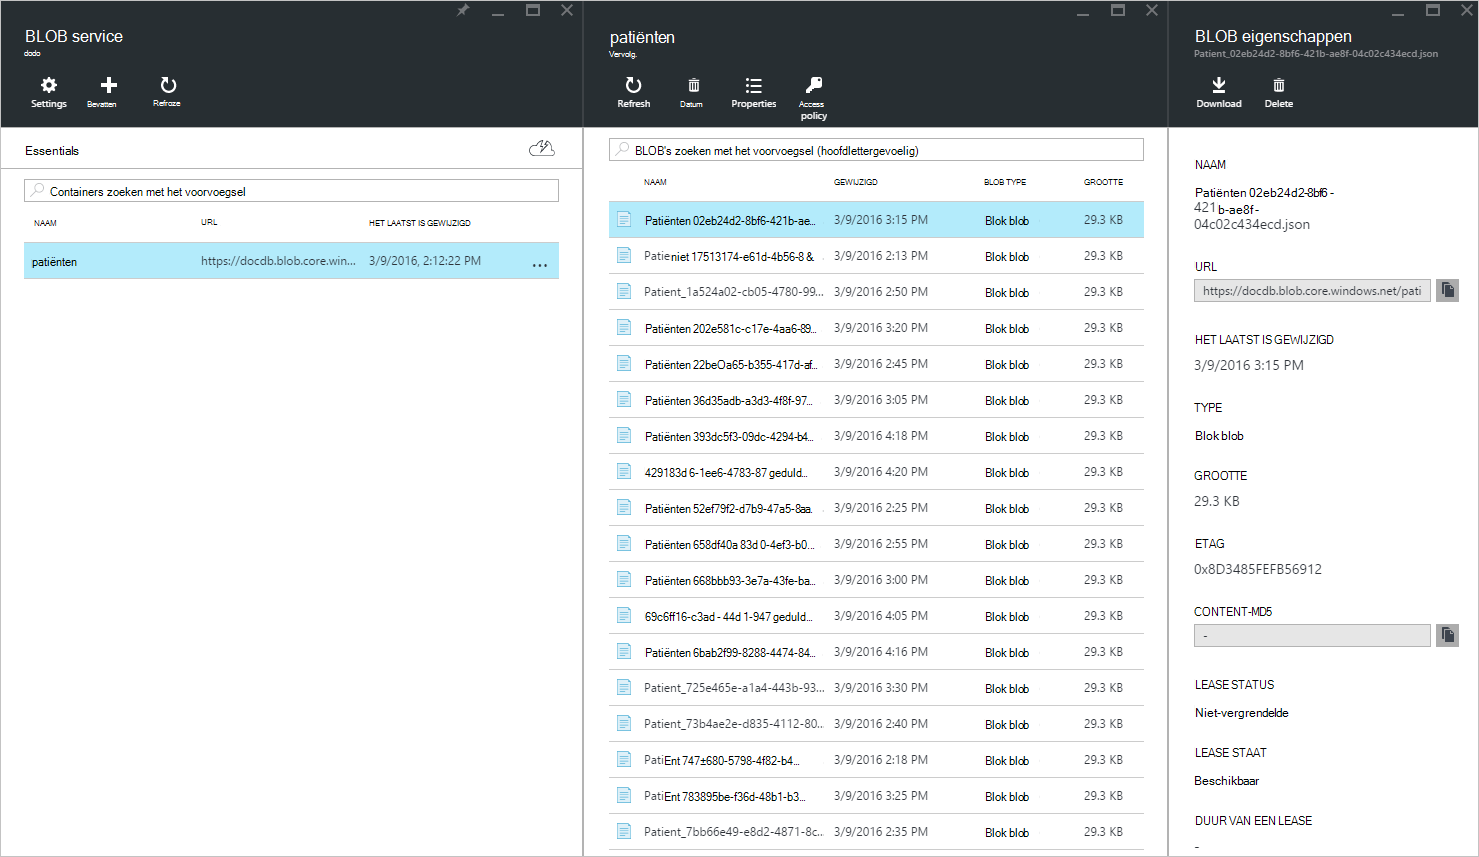 BLOB service
dodo
Settings
Bevatten
Refroze
Essentials
Containers zoeken met het voorvoegsel
NAAM URL HET LAATST IS GEWIJZIGD
patiënten https://docdb.blob.core.win... 3/9/2016, 2:12:22 PM ...
patiënten
Vervolg.
Refresh
Datum
Properties
Access
policy
BLOB's zoeken met het voorvoegsel (hoofdlettergevoelig)
NAAM GEWIJZIGD BLOB TYPE GROOTTE
Patiënten 02eb24d2-8bf6-421b-ae... 3/9/2016 3:15 PM Blok blob 29.3 KB
Patieniet 17513174-e61d-4b56-8 & 3/9/2016 2:13 PM Blok blob 29.3 KB
Patient_1a524a02-cb05-4780-99... 3/9/2016 2:50 PM Blok blob 29.3 KB
Patiënten 202e581c-c17e-4aa6-89... 3/9/2016 3:20 PM Blok blob 29.3 KB
Patiënten 22beOa65-b355-417d-af... 3/9/2016 2:45 PM Blok blob 29.3 KB
Patiënten 36d35adb-a3d3-4f8f-97... 3/9/2016 3:05 PM Blok blob 29.3 KB
Patiënten 393dc5f3-09dc-4294-b4... 3/9/2016 4:18 PM Blok blob 29.3 KB
429183d 6-1ee6-4783-87 geduld... 3/9/2016 4:20 PM Blok blob 29.3 KB
Patiënten 52ef79f2-d7b9-47a5-8aa. 3/9/2016 2:25 PM Blok blob 29.3 KB
Patiënten 658df40a 83d 0-4ef3-b0... 3/9/2016 2:55 PM Blok blob 29.3 KB
Patiënten 668bbb93-3e7a-43fe-ba... 3/9/2016 3:00 PM Blok blob 29.3 KB
69c6ff16-c3ad - 44d 1-947 geduld... 3/9/2016 4:05 PM Blok blob 29.3 KB
Patiënten 6bab2f99-8288-4474-84... 3/9/2016 4:16 PM Blok blob 29.3 KB
Patient_725e465e-a1a4-443b-93... 3/9/2016 3:30 PM Blok blob 29.3 KB
Patient_73b4ae2e-d835-4112-80... 3/9/2016 2:40 PM Blok blob 29.3 KB
PatiEnt 747±680-5798-4f82-b4... 3/9/2016 2:18 PM Blok blob 29.3 KB
PatiEnt 783895be-f36d-48b1-b3... 3/9/2016 3:25 PM Blok blob 29.3 KB
Patient_7bb66e49-e8d2-4871-8c... 3/9/2016 2:35 PM Blok blob 29.3 KB
BLOB eigenschappen
Patient_02eb24d2-8bf6-421b-ae8f-04c02c434ecd.json
Download
Delete
NAAM
Patiënten 02eb24d2-8bf6 -
421 b-ae8f -
04c02c434ecd.json
URL
https://docdb.blob.core.windows.net/pati
HET LAATST IS GEWIJZIGD
3/9/2016 3:15 PM
TYPE
Blok blob
GROOTTE
29.3 KB
ETAG
0x8D3485FEFB56912
CONTENT-MD5
-
LEASE STATUS
Niet-vergrendelde
LEASE STAAT
Beschikbaar
DUUR VAN EEN LEASE
-